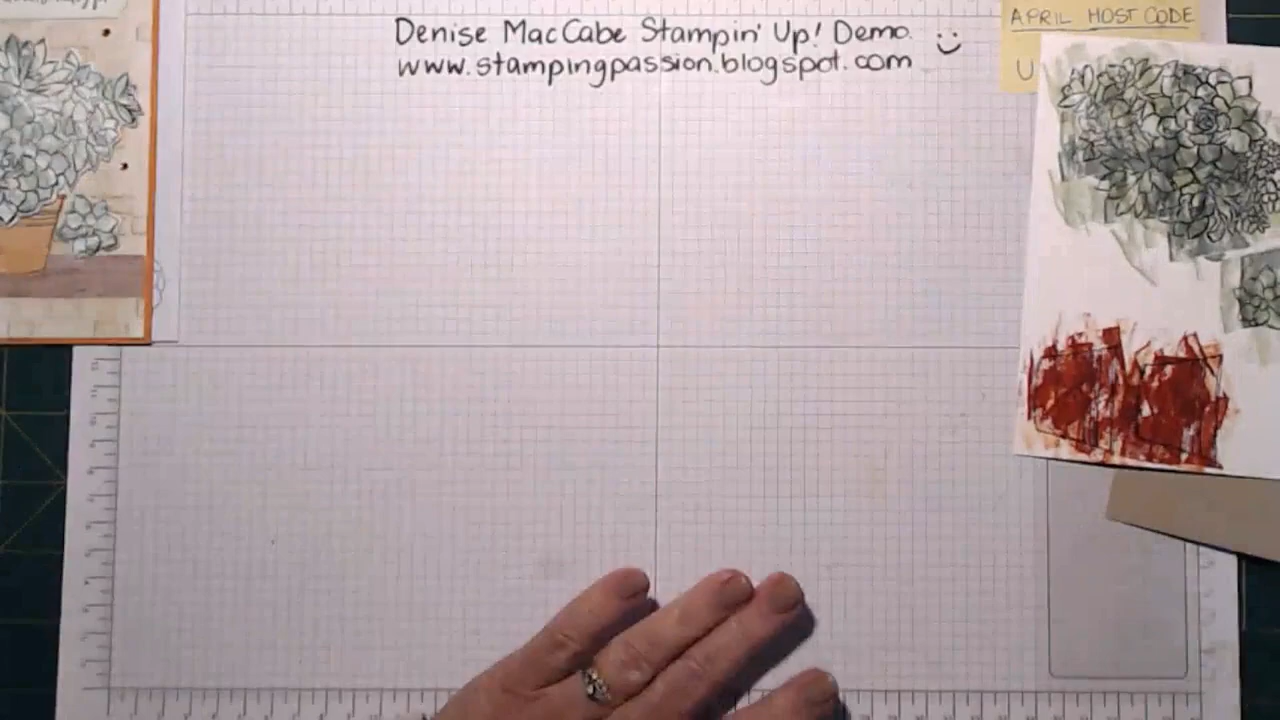 Denise MacCabe Stampin' Up! Demo.
www.stampingpassion.blogspot.com
APRIL HOST CODE
U